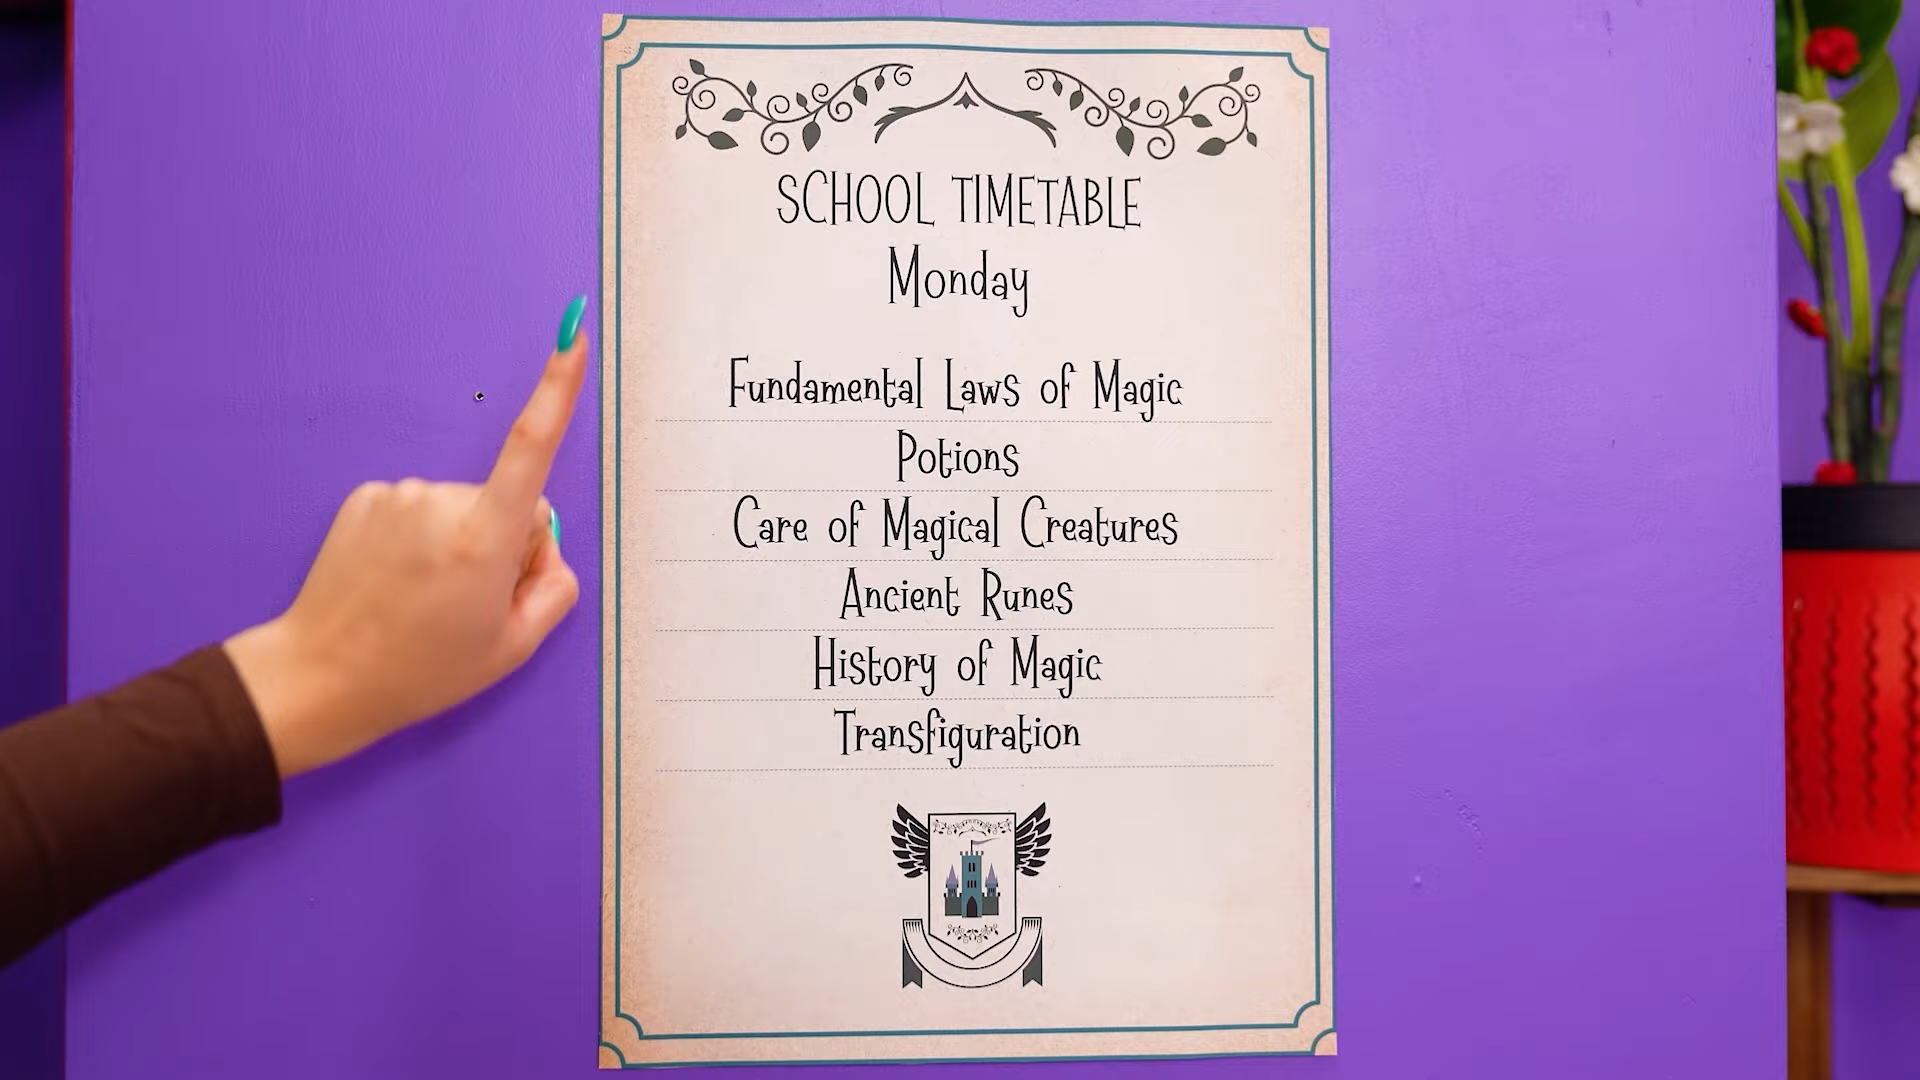 SCHOOL TIMETABLE
Monday
Fundamental Laws of Magic
Potions
Care of Magical Creatures
Ancient Runes
History of Magic
Transfiguration